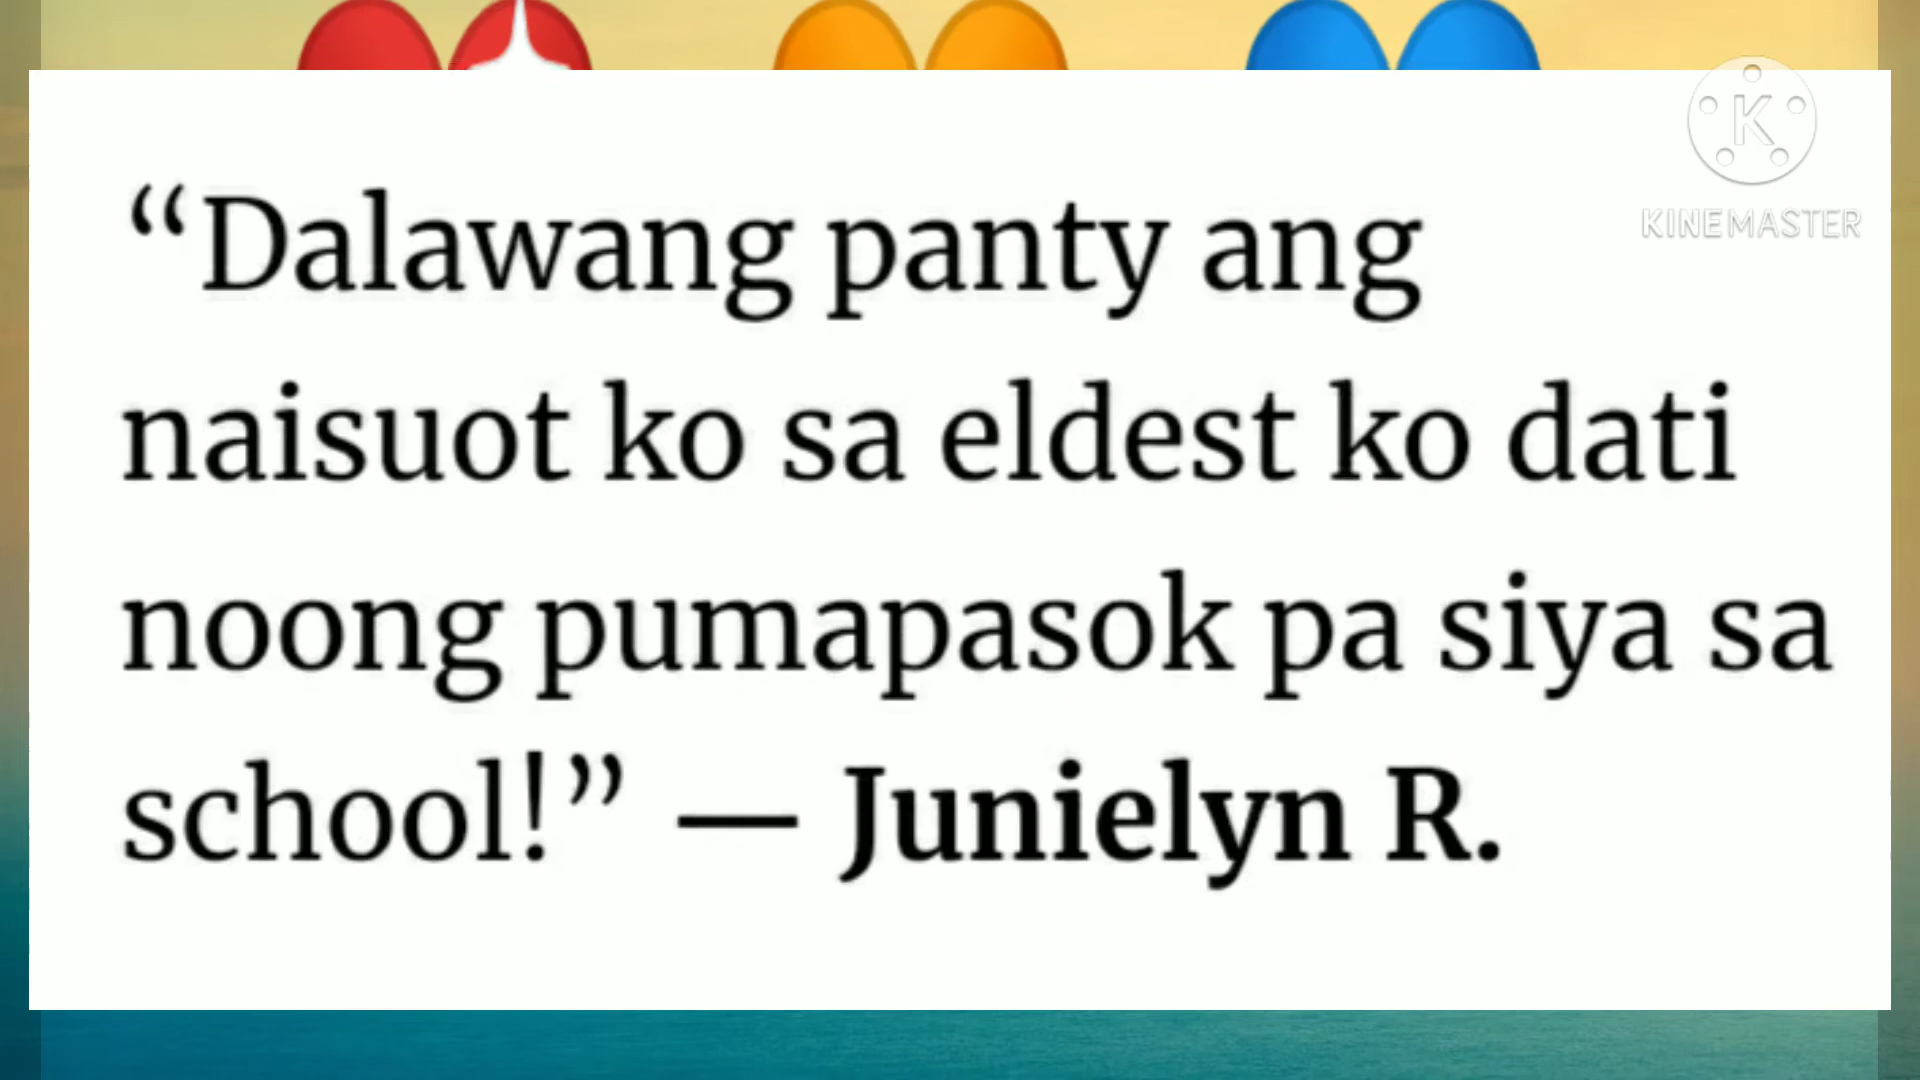 “Dalawang panty ang
naisuot ko sa eldest ko dati
noong pumapasok pa siya sa
school!” — Junielyn R.
K
KINEMASTER